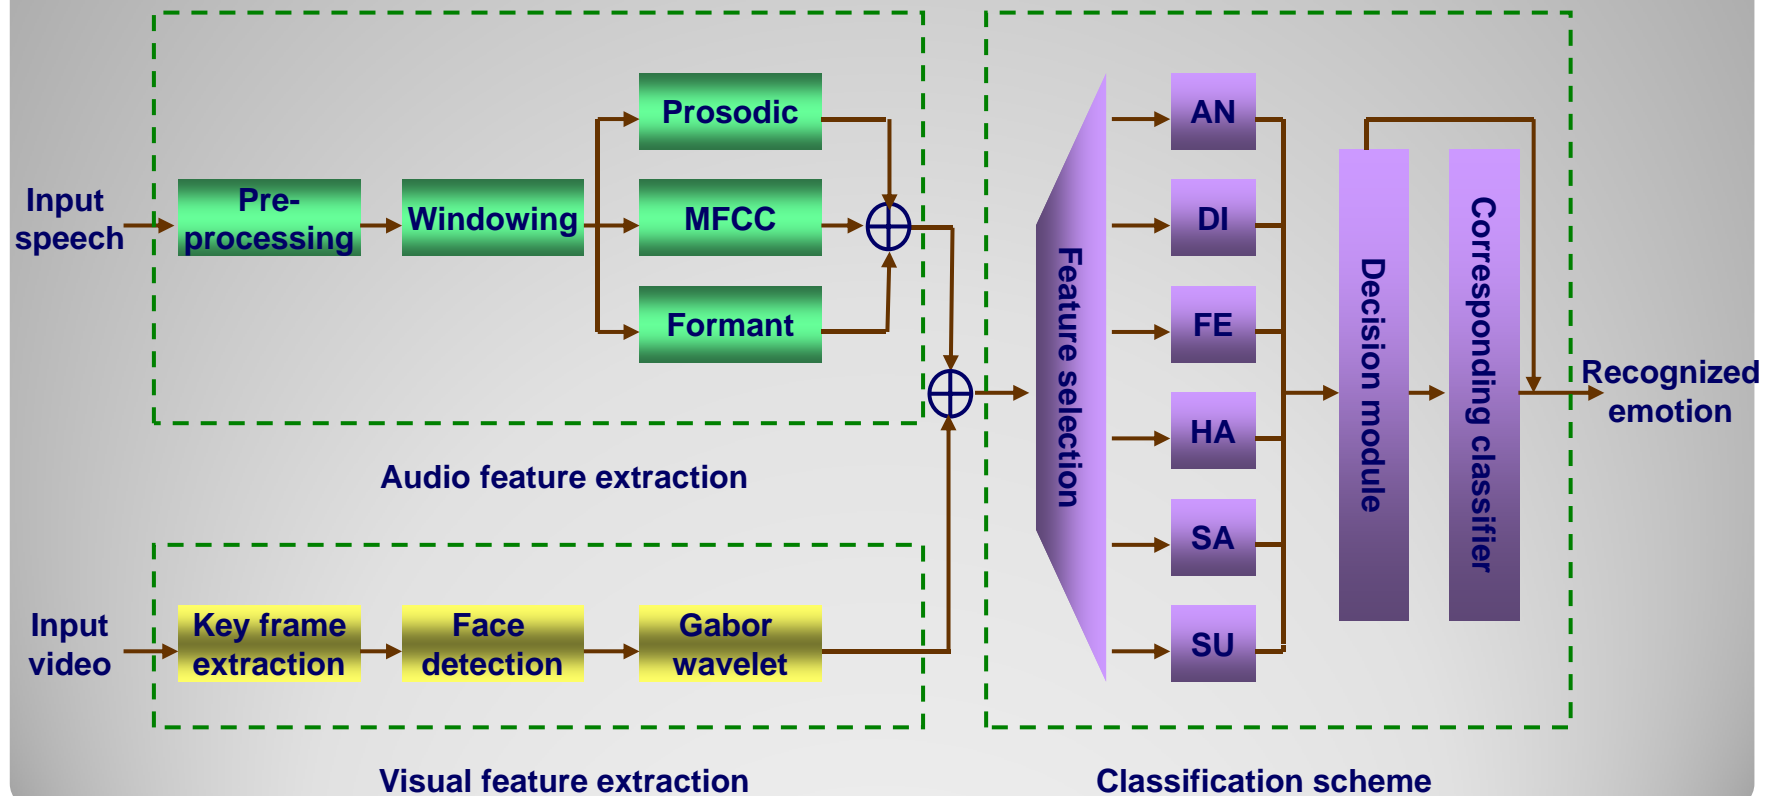 Input
speech
Pre-
processing
Windowing
Prosodic
MFCC
Formant
Audio feature extraction
Input
video
Key frame
extraction
Face
detection
Gabor
wavelet
Visual feature extraction
Feature selection
AN
DI
FE
HA
SA
SU
Decision module
Corresponding classifier
Recognized
emotion
Classification scheme